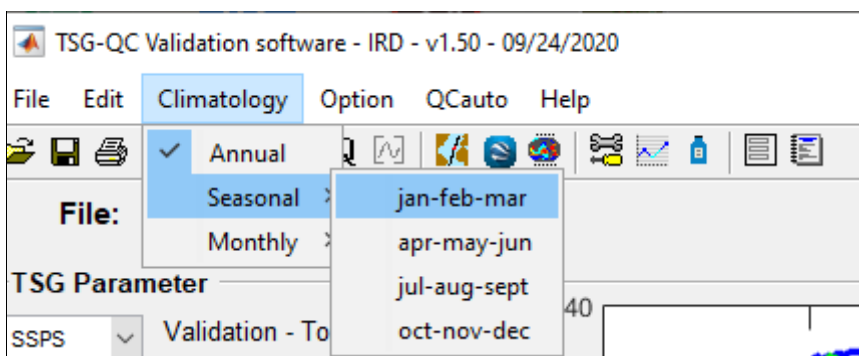 TSG-QC Validation software - IRD - v1.50 - 09/24/2020
File Edit Climatology Option QCauto Help
Annual
Seasonal jan-feb-mar
File:
Monthly apr-may-jun
TSG Parameter jul-aug-sept
40
SSPS Validation - To oct-nov-dec